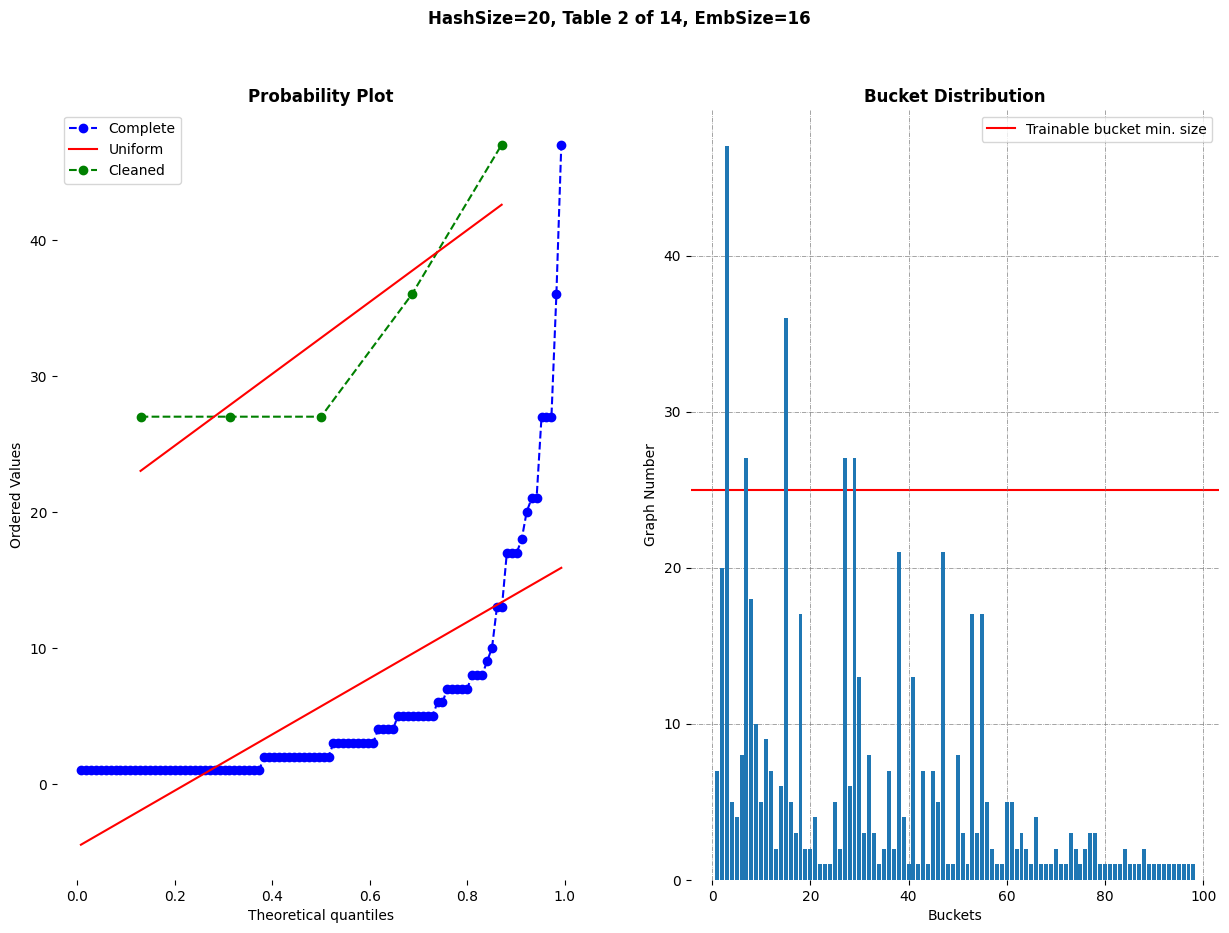 HashSize=20, Table 2 of 14, EmbSize=16
Probability Plot
Complete
Uniform
Cleaned
Ordered Values
40
30
20
10
0
0.0 0.2 0.4 0.6 0.8 1.0
Theoretical quantiles
Bucket Distribution
Trainable bucket min. size
Graph Number
40
30
20
10
0
0 20 40 60 80 100
Buckets